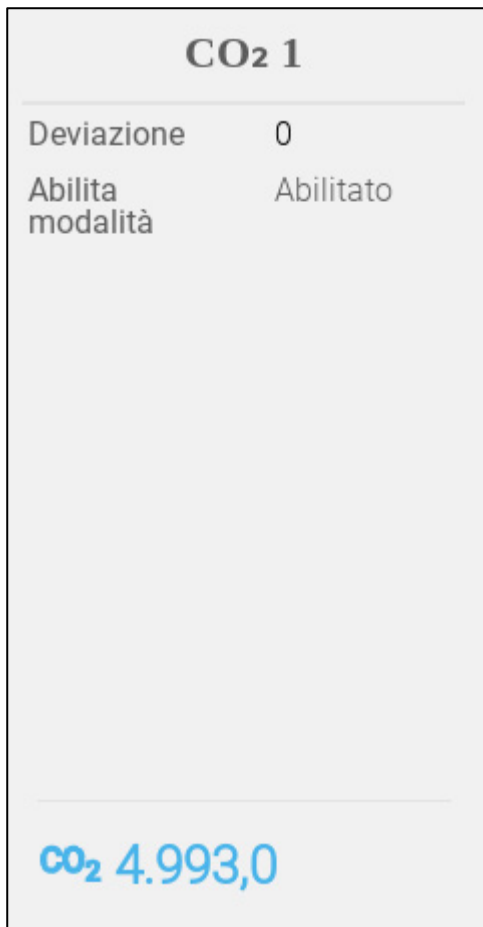 CO₂ 1
Deviazione 0
Abilita Abilitato
modalità
CO₂ 4.993,0